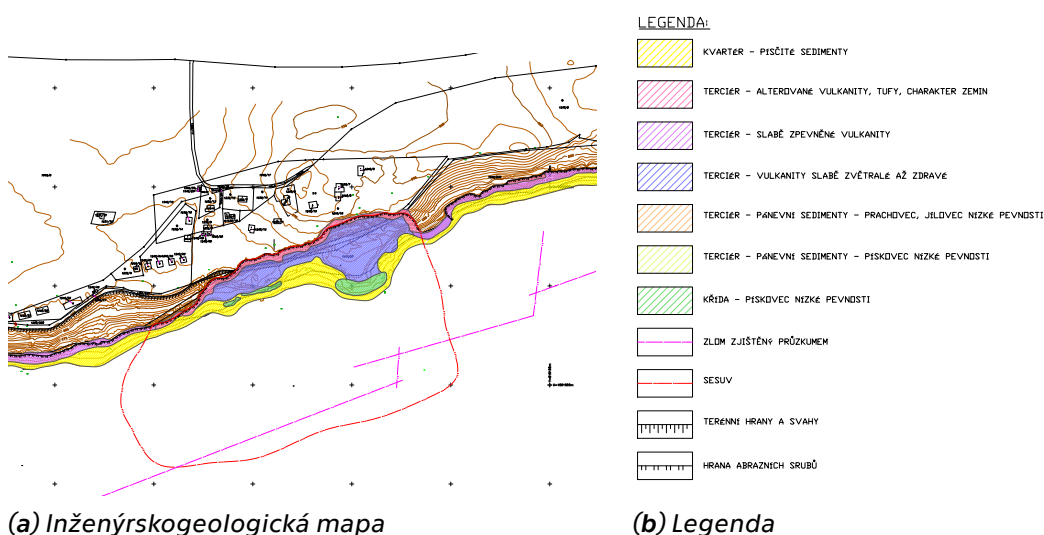 LEGENDA:
KVARTÉR - PÍSČITÉ SEDIMENTY
TERCIÉR - ALTEROVANÉ VULKANITY, TUFY, CHARAKTER ZEMIN
TERCIÉR - SLABĚ ZPEVNĚNÉ VULKANITY
TERCIÉR - VULKANITY SLABĚ ZVĚTRALÉ AŽ ZDRAVÉ
TERCIÉR - PÁNEVNÍ SEDIMENTY - PRACHOVEC, JÍLOVEC NÍZKÉ PEVNOSTI
TERCIÉR - PÁNEVNÍ SEDIMENTY - PÍSKOVEC NÍZKÉ PEVNOSTI
KŘÍDA - PÍSKOVEC NÍZKÉ PEVNOSTI
ZLOM ZJIŠTĚNÝ PRŮZKUMEM
SESUV
TERÉNNÍ HRANY A SVAHY
HRANA ABRAZNÍCH SRUBŮ
(a) Inženýrskogeologická mapa
(b) Legenda